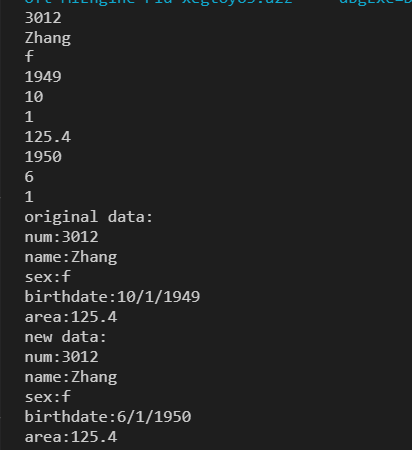 3012
Zhang
f
1949
10
1
125.4
1950
6
1
original data:
num:3012
name:Zhang
sex:f
birthdate:10/1/1949
area:125.4
new data:
num:3012
name:Zhang
sex:f
birthdate:6/1/1950
area:125.4